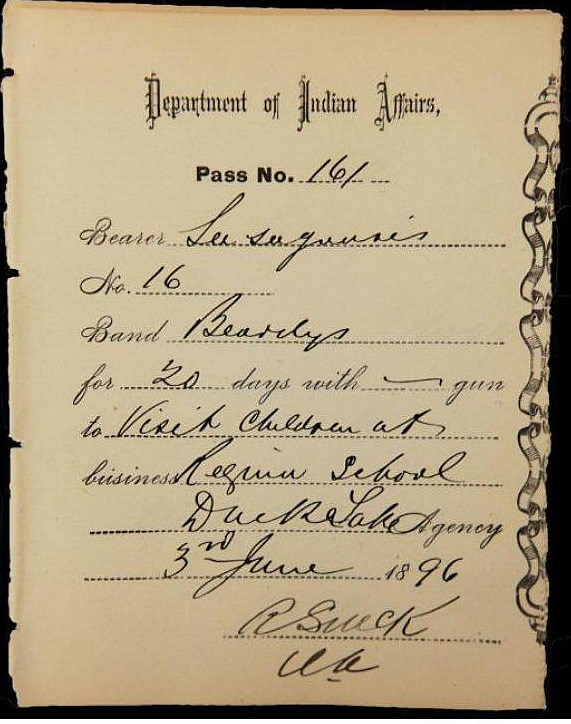 Department of Indian Affairs,
Pass No. 161
Bearer
No. 16
Band Beardys
for 20 days with — gun
to Visit Children at
business Regina School
Duck Lake Agency
3rd June 1896